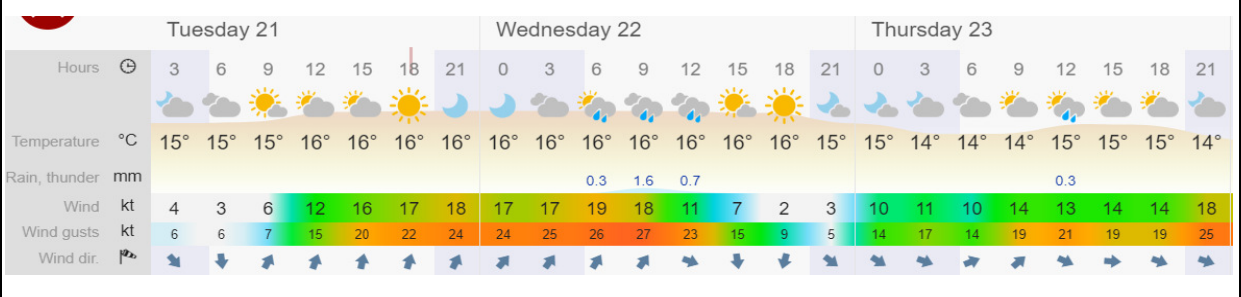 Tuesday 21 Wednesday 22 Thursday 23
Hours 3 6 9 12 15 18 21 0 3 6 9 12 15 18 21 0 3 6 9 12 15 18 21
Temperature °C 15° 15° 15° 16° 16° 16° 16° 16° 16° 16° 16° 16° 16° 16° 15° 15° 14° 14° 14° 15° 15° 15° 14°
Rain, thunder mm 0.3 1.6 0.7 0.3
Wind kt 4 3 6 12 16 17 18 17 17 19 18 11 7 2 3 10 11 10 14 13 14 14 18
Wind gusts kt 6 6 7 15 20 22 24 24 25 26 27 23 15 9 5 14 17 14 19 21 19 19 25
Wind dir.